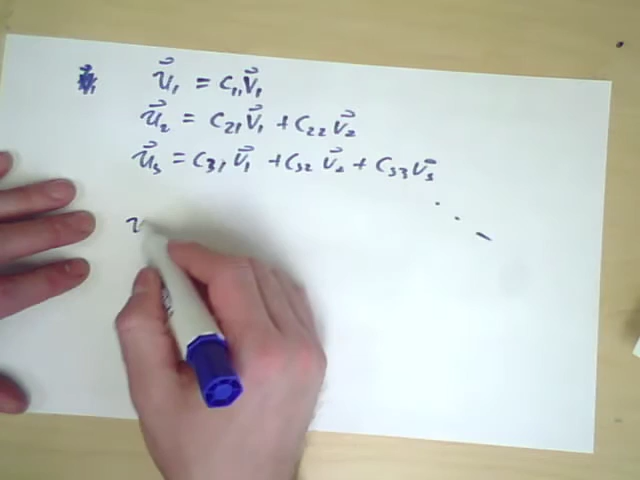 u⃗₁ = c₁₁v⃗₁
u⃗₂ = c₂₁v⃗₁ + c₂₂v⃗₂
u⃗₃ = c₃₁v⃗₁ + c₃₂v⃗₂ + c₃₃v⃗₃
⋱
u